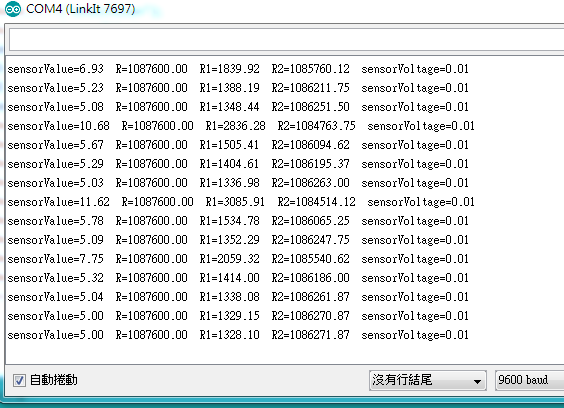 COM4 (LinkIt 7697)
sensorValue=6.93 R=1087600.00 R1=1839.92 R2=1085760.12 sensorVoltage=0.01
sensorValue=5.23 R=1087600.00 R1=1388.19 R2=1086211.75 sensorVoltage=0.01
sensorValue=5.08 R=1087600.00 R1=1348.44 R2=1086251.50 sensorVoltage=0.01
sensorValue=10.68 R=1087600.00 R1=2836.28 R2=1084763.75 sensorVoltage=0.01
sensorValue=5.67 R=1087600.00 R1=1505.41 R2=1086094.62 sensorVoltage=0.01
sensorValue=5.29 R=1087600.00 R1=1404.61 R2=1086195.37 sensorVoltage=0.01
sensorValue=5.03 R=1087600.00 R1=1336.98 R2=1086263.00 sensorVoltage=0.01
sensorValue=11.62 R=1087600.00 R1=3085.91 R2=1084514.12 sensorVoltage=0.01
sensorValue=5.78 R=1087600.00 R1=1534.78 R2=1086065.25 sensorVoltage=0.01
sensorValue=5.09 R=1087600.00 R1=1352.29 R2=1086247.75 sensorVoltage=0.01
sensorValue=7.75 R=1087600.00 R1=2059.32 R2=1085540.62 sensorVoltage=0.01
sensorValue=5.32 R=1087600.00 R1=1414.00 R2=1086186.00 sensorVoltage=0.01
sensorValue=5.04 R=1087600.00 R1=1338.08 R2=1086261.87 sensorVoltage=0.01
sensorValue=5.00 R=1087600.00 R1=1329.15 R2=1086270.87 sensorVoltage=0.01
sensorValue=5.00 R=1087600.00 R1=1328.10 R2=1086271.87 sensorVoltage=0.01
自動捲動 沒有行結尾 9600 baud